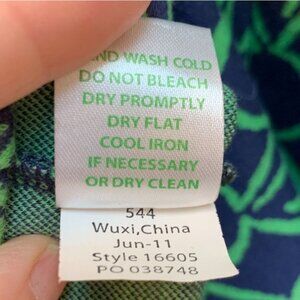 WASH COLD
DO NOT BLEACH
DRY PROMPTLY
DRY FLAT
COOL IRON
IF NECESSARY
OR DRY CLEAN
544
Wuxi,China
Jun-11
Style 16605
PO 038748